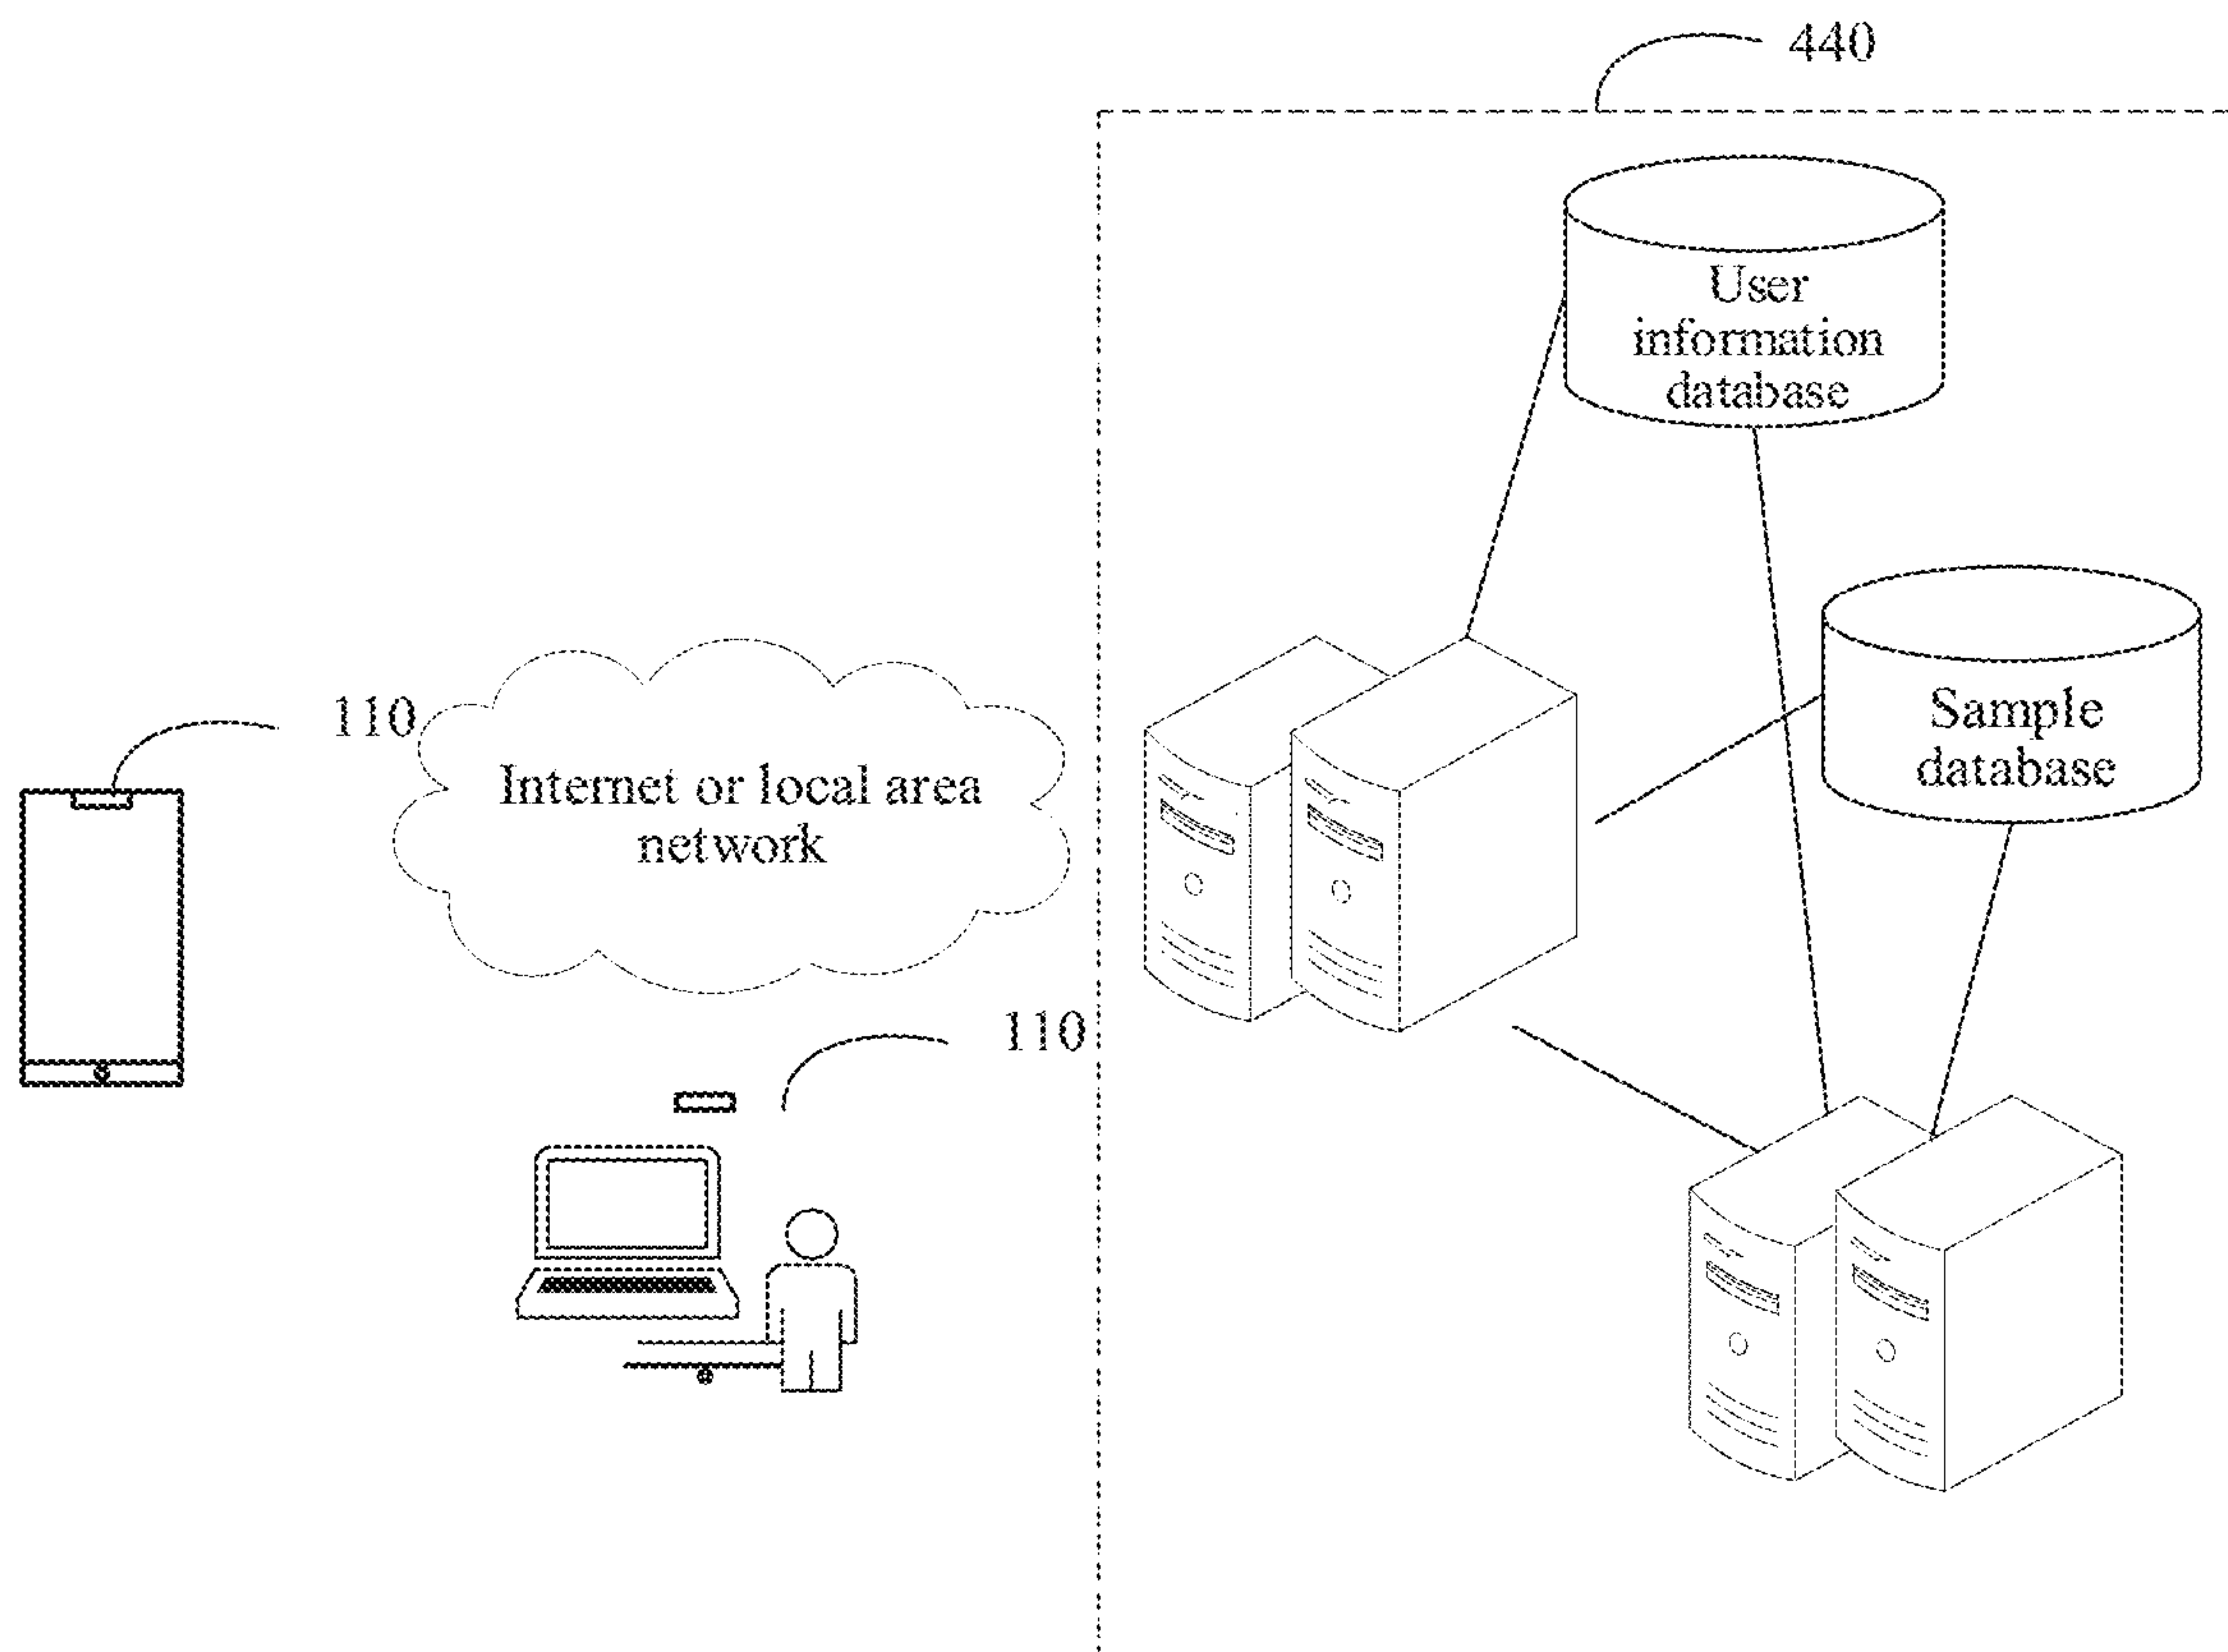 440
User
information
database
110
Internet or local area
network
Sample
database
110